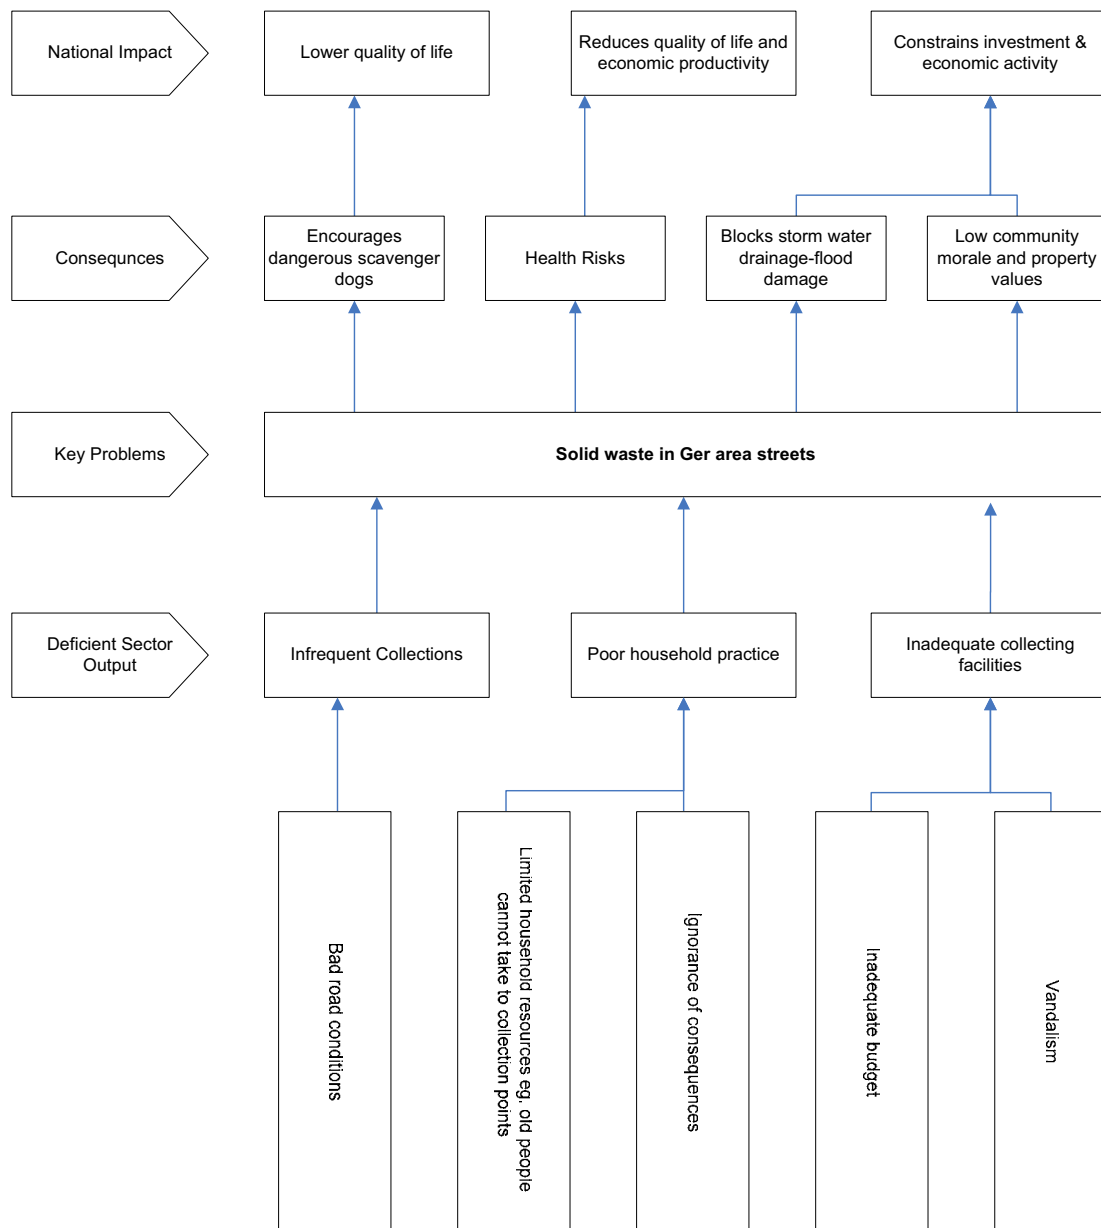 National Impact
Lower quality of life
Reduces quality of life and
economic productivity
Constrains investment &
economic activity
Consequnces
Encourages
dangerous scavenger
dogs
Health Risks
Blocks storm water
drainage-flood
damage
Low community
morale and property
values
Key Problems
Solid waste in Ger area streets
Deficient Sector
Output
Infrequent Collections
Poor household practice
Inadequate collecting
facilities
Bad road conditions
Limited household resources eg. old people
cannot take to collection points
Ignorance of consequences
Inadequate budget
Vandalism